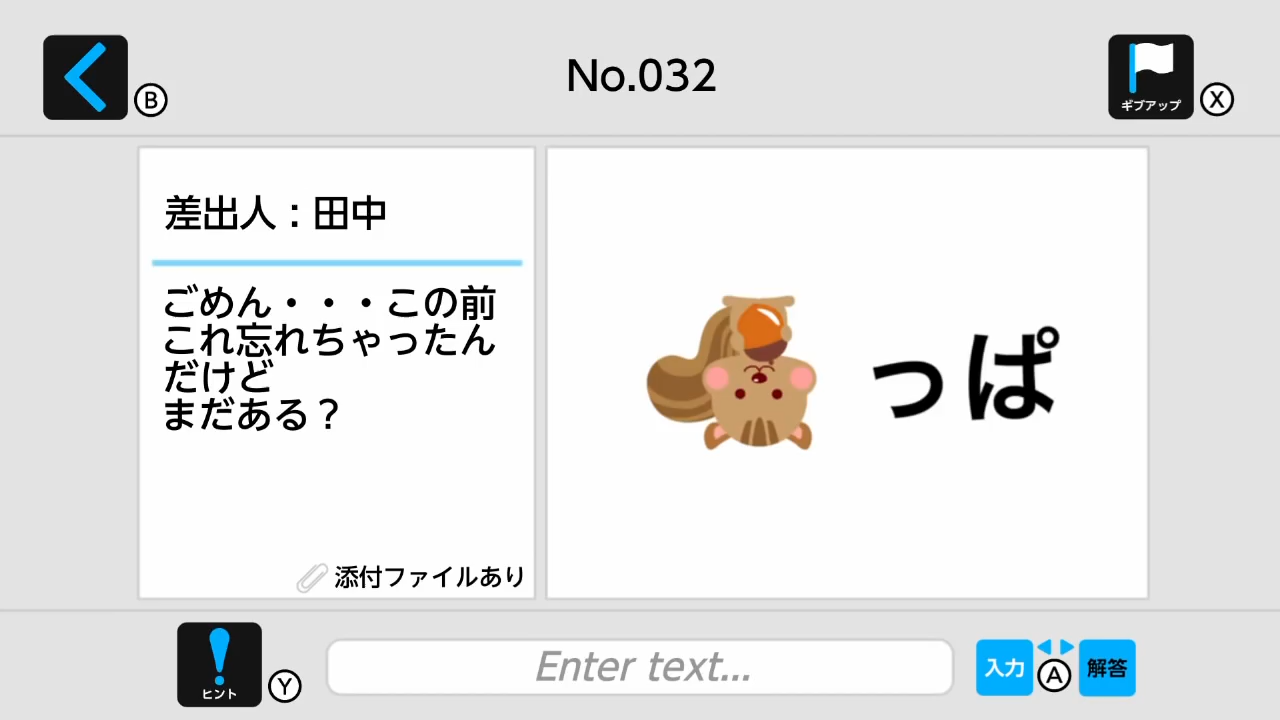 No.032
B
ギブアップ
X
差出人：田中
ごめん・・・この前
これ忘れちゃったん
だけど
まだある？
添付ファイルあり
っぱ
ヒント
Y
Enter text...
入力
A
解答